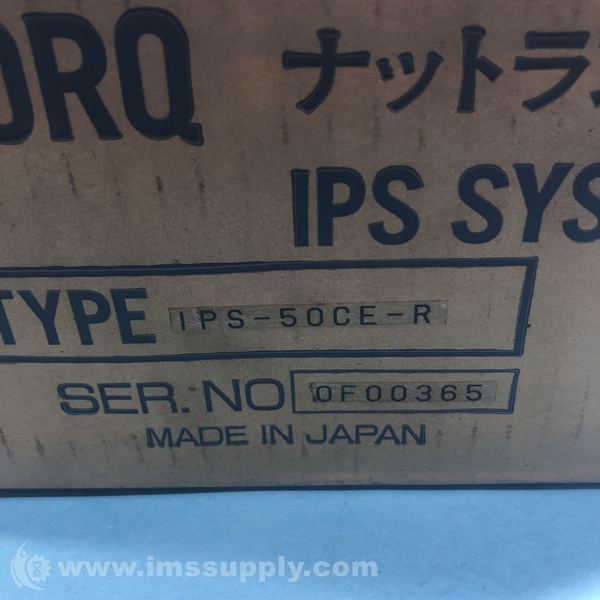 ORQ ナットラ
IPS SYS
TYPE IPS-50CE-R
SER. NO 0F00365
MADE IN JAPAN
www.imssupply.com